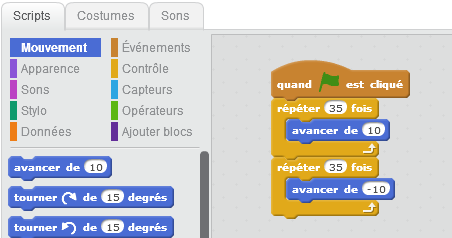 Scripts
Costumes
Sons
Mouvement
Événements
Apparence
Contrôle
Sons
Capteurs
Stylo
Opérateurs
Données
Ajouter blocs
avancer de 10
tourner de 15 degrés
tourner de 15 degrés
quand est cliqué
répéter 35 fois
avancer de 10
répéter 35 fois
avancer de -10